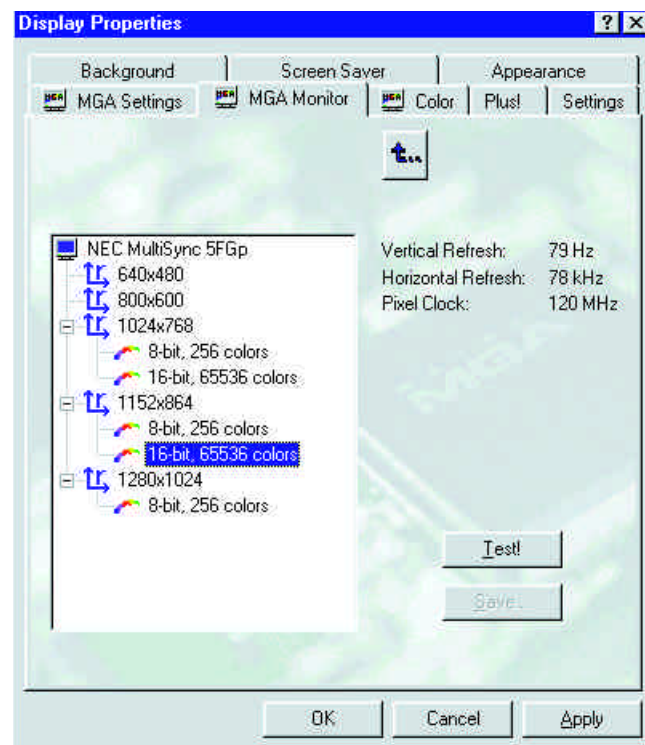 Display Properties
Background Screen Saver Appearance
MGA Settings MGA Monitor Color Plus! Settings
NEC MultiSync 5FGp
640x480
800x600
1024x768
8-bit, 256 colors
16-bit, 65536 colors
1152x864
8-bit, 256 colors
16-bit, 65536 colors
1280x1024
8-bit, 256 colors
Vertical Refresh: 79 Hz
Horizontal Refresh: 78 kHz
Pixel Clock: 120 MHz
MGA
Test!
Save...
OK Cancel Apply